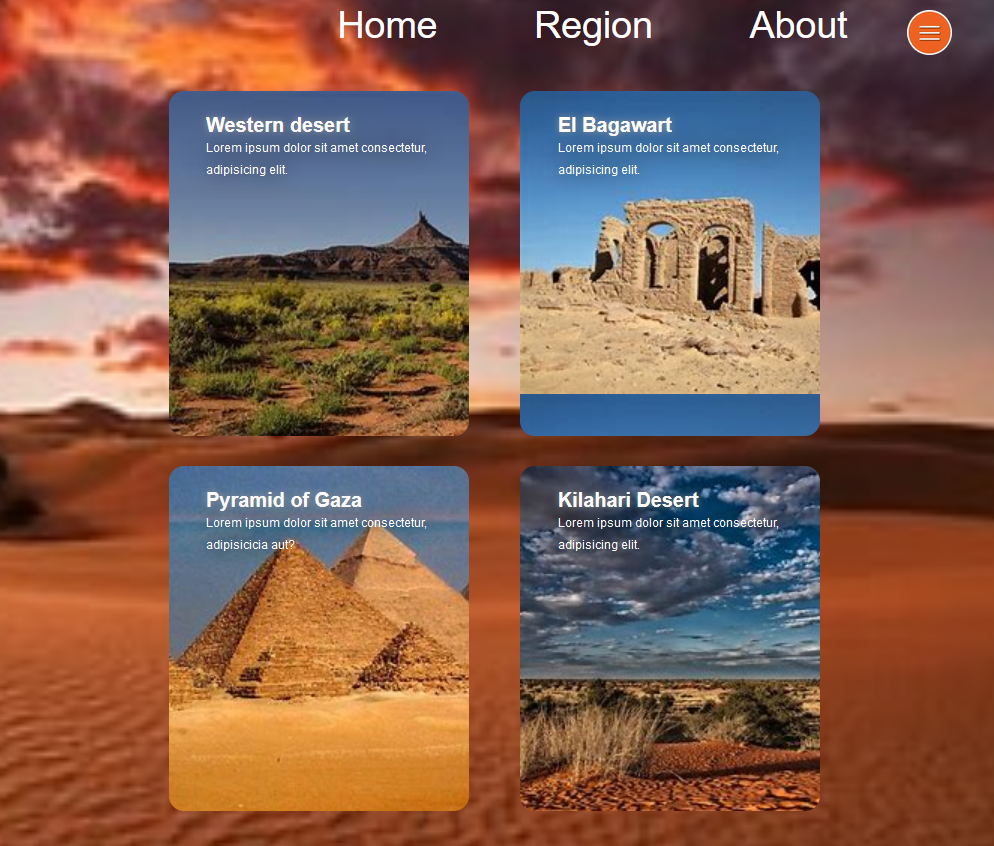 Home Region About
Western desert
Lorem ipsum dolor sit amet consectetur,
adipisicing elit.
El Bagawart
Lorem ipsum dolor sit amet consectetur,
adipisicing elit.
Pyramid of Gaza
Lorem ipsum dolor sit amet consectetur,
adipisicicia aut?
Kilahari Desert
Lorem ipsum dolor sit amet consectetur,
adipisicing elit.